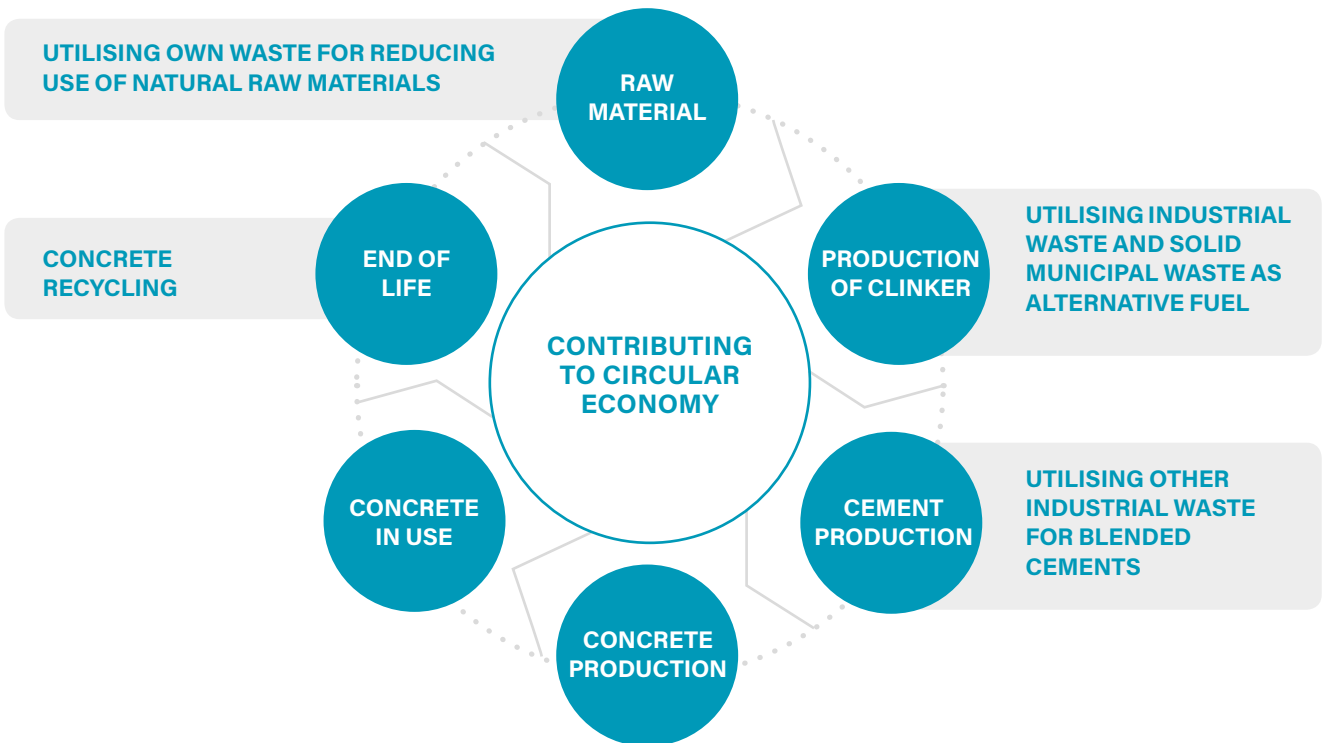 UTILISING OWN WASTE FOR REDUCING
USE OF NATURAL RAW MATERIALS
RAW
MATERIAL
PRODUCTION
OF CLINKER
UTILISING INDUSTRIAL
WASTE AND SOLID
MUNICIPAL WASTE AS
ALTERNATIVE FUEL
CONCRETE
RECYCLING
END OF
LIFE
CONTRIBUTING
TO CIRCULAR
ECONOMY
CEMENT
PRODUCTION
UTILISING OTHER
INDUSTRIAL WASTE
FOR BLENDED
CEMENTS
CONCRETE
IN USE
CONCRETE
PRODUCTION